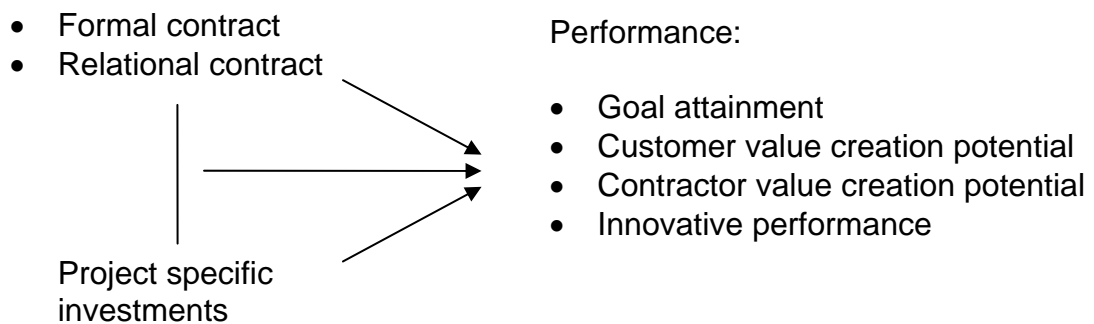 • Formal contract
• Relational contract
Project specific
investments
Performance:
• Goal attainment
• Customer value creation potential
• Contractor value creation potential
• Innovative performance